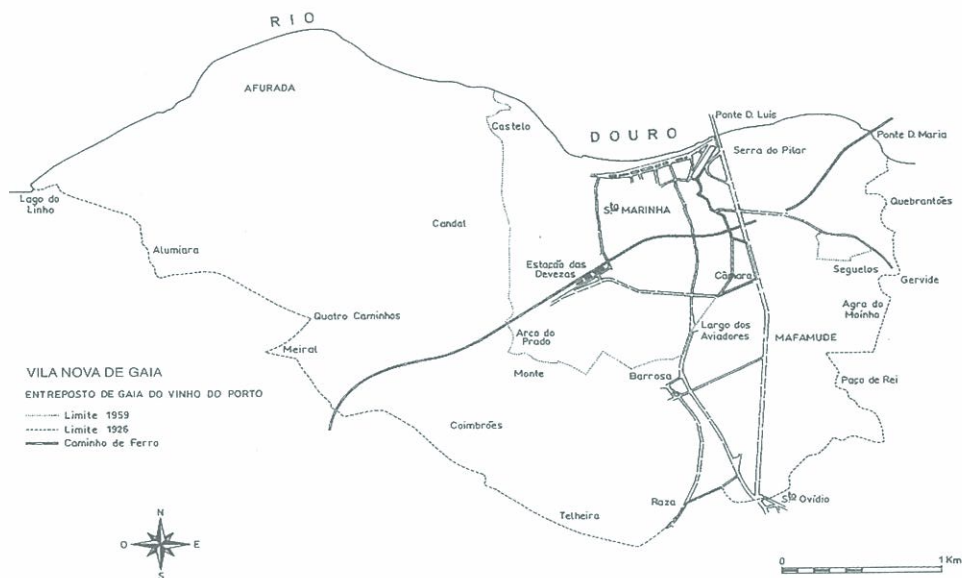 RIO
AFURADA
Castelo
DOURO
Ponte D. Luís
Serra do Pilar
Ponte D. Maria
Lago do
Linho
Quebrantões
Stº MARINHA
Candal
Alumiara
Estação das
Devezas
Câmara
Seguelos
Gervide
Agra do
Moinho
Quatro Caminhos
Arco do
Prado
Largo dos
Aviadores
MAFAMUDE
Meiral
Monte
Barrosa
Paço de Rei
VILA NOVA DE GAIA
ENTREPOSTO DE GAIA DO VINHO DO PORTO
Limite 1959
Limite 1926
Caminho de Ferro
Coimbrões
Raza
Stº Ovídio
Telheira
N
O
E
S
0
1 Km